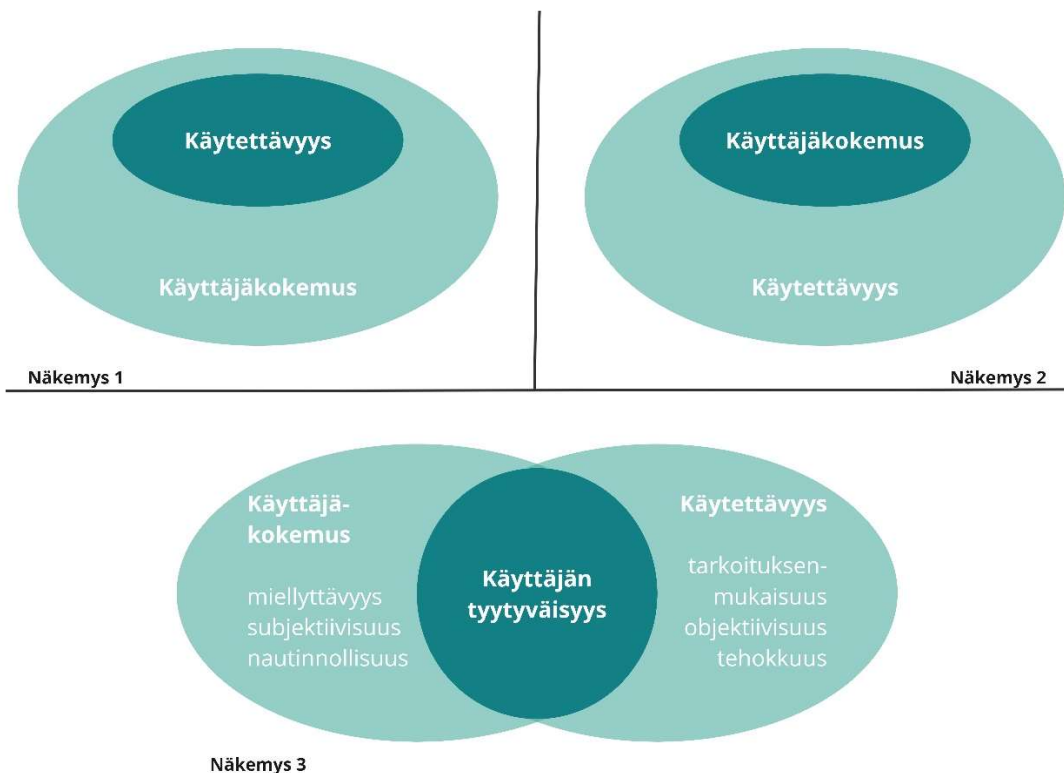 Käytettävyys
Käyttäjäkokemus
Näkemys 1
Käyttäjäkokemus
Käytettävyys
Näkemys 2
Käyttäjä-
kokemus
miellyttävyys
subjektiivisuus
nautinnollisuus
Käyttäjän
tyytyväisyys
Käytettävyys
tarkoituksen-
mukaisuus
objektiivisuus
tehokkuus
Näkemys 3